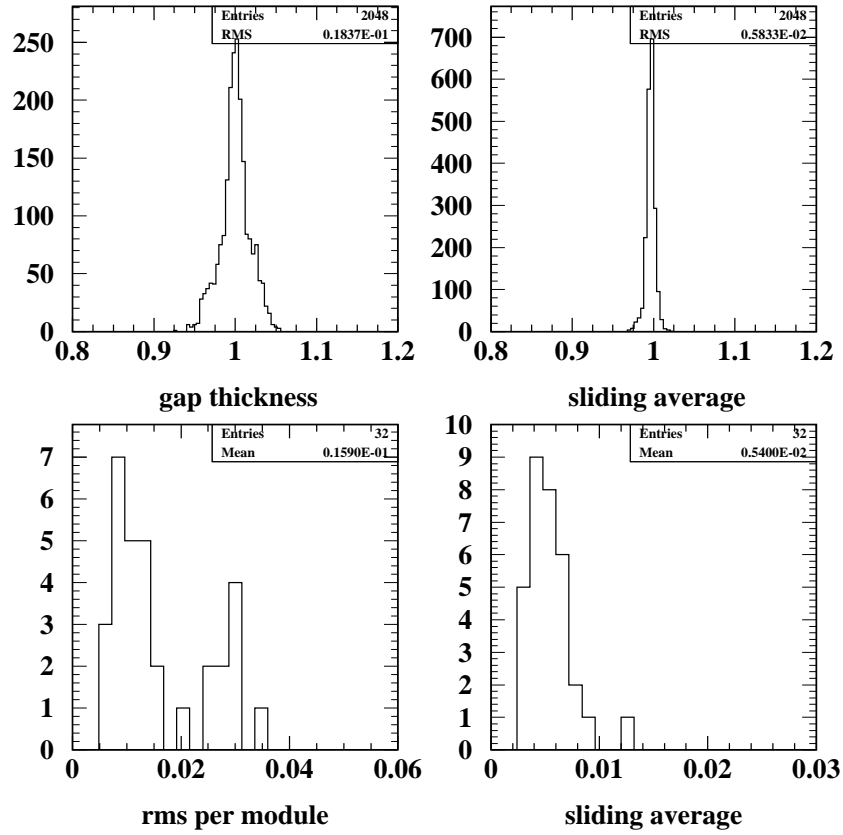 Entries 2048
RMS 0.1837E-01
250
200
150
100
50
0
0.8 0.9 1 1.1 1.2
gap thickness
Entries 2048
RMS 0.5833E-02
700
600
500
400
300
200
100
0
0.8 0.9 1 1.1 1.2
sliding average
Entries 32
Mean 0.1590E-01
7
6
5
4
3
2
1
0
0 0.02 0.04 0.06
rms per module
Entries 32
Mean 0.5400E-02
10
9
8
7
6
5
4
3
2
1
0
0 0.01 0.02 0.03
sliding average